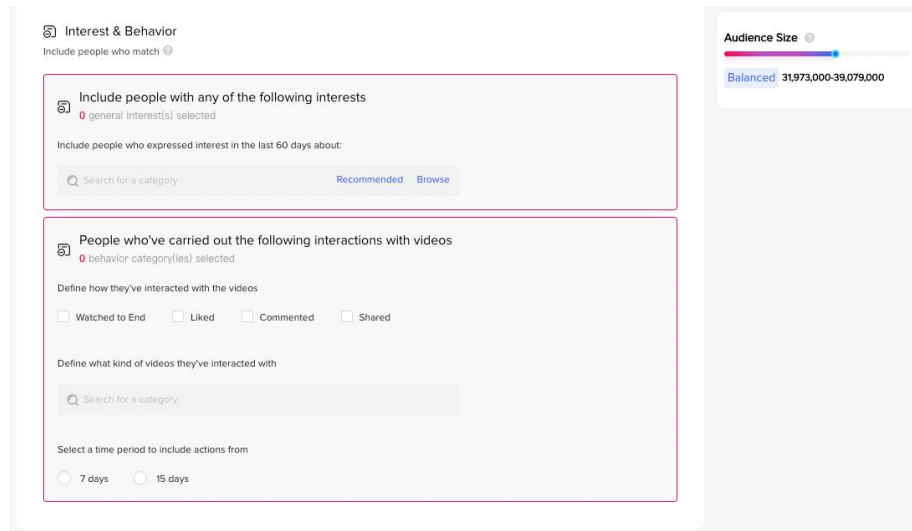 Interest & Behavior
Include people who match
Include people with any of the following interests
0 general interest(s) selected
Include people who expressed interest in the last 60 days about:
Search for a category Recommended Browse
People who've carried out the following interactions with videos
0 behavior category(ies) selected
Define how they've interacted with the videos
Watched to End Liked Commented Shared
Define what kind of videos they've interacted with
Search for a category
Select a time period to include actions from
7 days 15 days
Audience Size
Balanced 31,973,000-39,079,000